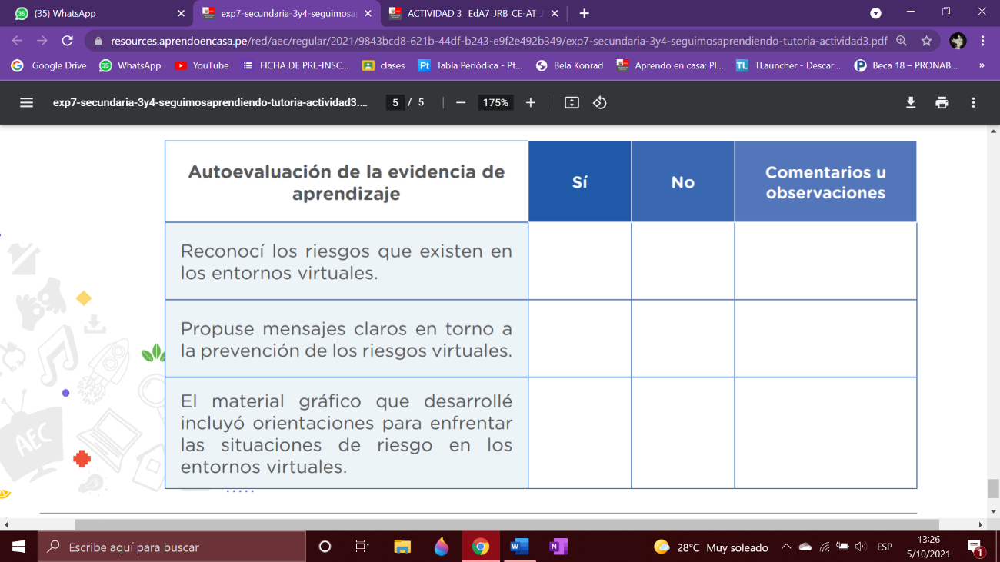 (35) WhatsApp
exp7-secundaria-3y4-seguimosap
ACTIVIDAD 3_ EdA7_JRB_CE-AT_J
resources.aprendoencasa.pe/red/aec/regular/2021/9843bcd8-621b-44df-b243-e9f2e492b349/exp7-secundaria-3y4-seguimosaprendiendo-tutoria-actividad3.pdf
Google Drive
WhatsApp
YouTube
FICHA DE PRE-INSC...
clases
Tabla Periódica - Pt...
Bela Konrad
Aprendo en casa: Pl...
TLauncher - Descar...
Beca 18 – PRONAB...
»
exp7-secundaria-3y4-seguimosaprendiendo-tutoria-actividad3....
5 / 5
175%
Autoevaluación de la evidencia de
aprendizaje
Sí
No
Comentarios u
observaciones
Reconocí los riesgos que existen en
los entornos virtuales.
Propuse mensajes claros en torno a
la prevención de los riesgos virtuales.
El material gráfico que desarrollé
incluyó orientaciones para enfrentar
las situaciones de riesgo en los
entornos virtuales.
AEC
Escribe aquí para buscar
28°C Muy soleado
ESP
13:26
5/10/2021
1